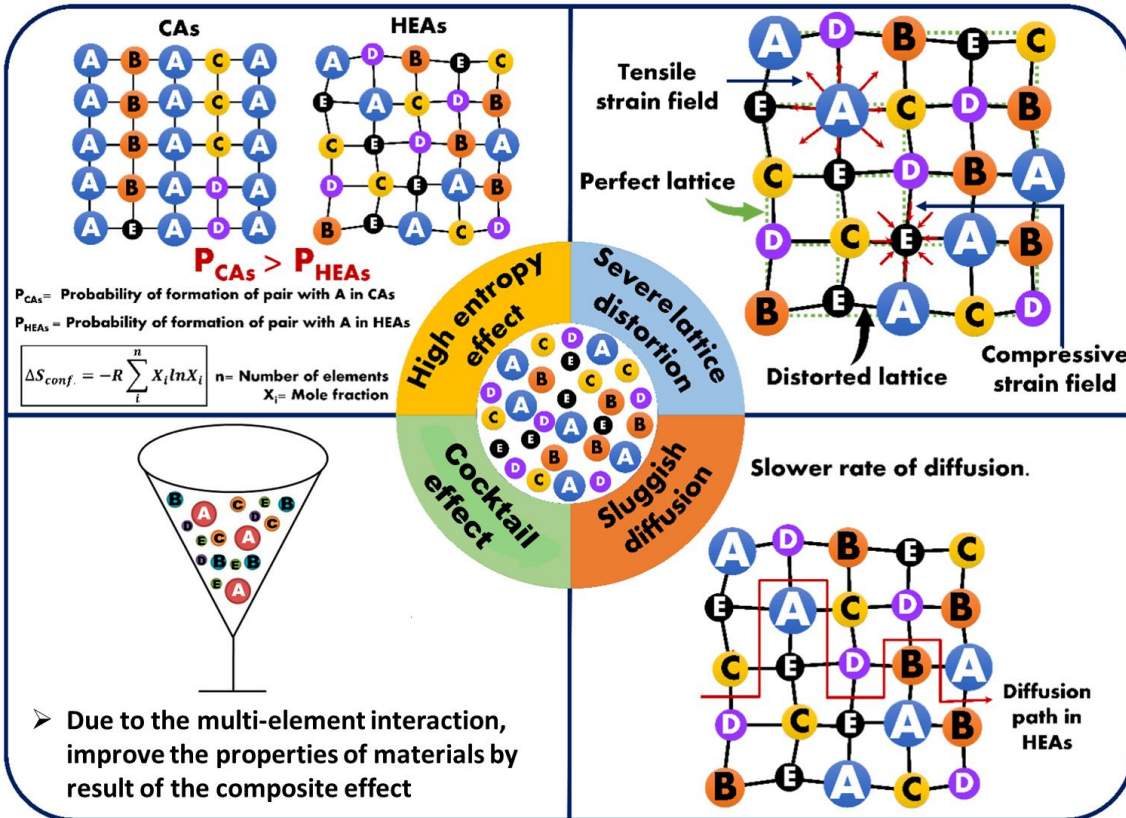 CAs
HEAs
A B A C A
A B A C A
A B A C A
A B A D A
A E A D A
A D B E C
E A C D B
C E D B A
D C E A B
B E A C D
P_CAs > P_HEAs
P_CAs= Probability of formation of pair with A in CAs
P_HEAs = Probability of formation of pair with A in HEAs
ΔS_conf. = −R ∑_i^n X_i ln X_i
n= Number of elements
X_i= Mole fraction
A D B E C
Tensile
strain field
E A C D B
Perfect lattice
C E D B A
D C E A B
B E A C D
Distorted lattice
Compressive
strain field
High entropy
effect
Severe lattice
distortion
Cocktail
effect
Sluggish
diffusion
C D A
A E C
B C
D E B D
C A D A E B
E E B B A
D C A D
B A C E B
D D C
E C A
D B E B
E A
➢ Due to the multi-element interaction,
improve the properties of materials by
result of the composite effect
Slower rate of diffusion.
A D B E C
E A C D B
C E D B A
D C E A B
B E A C D
Diffusion
path in
HEAs